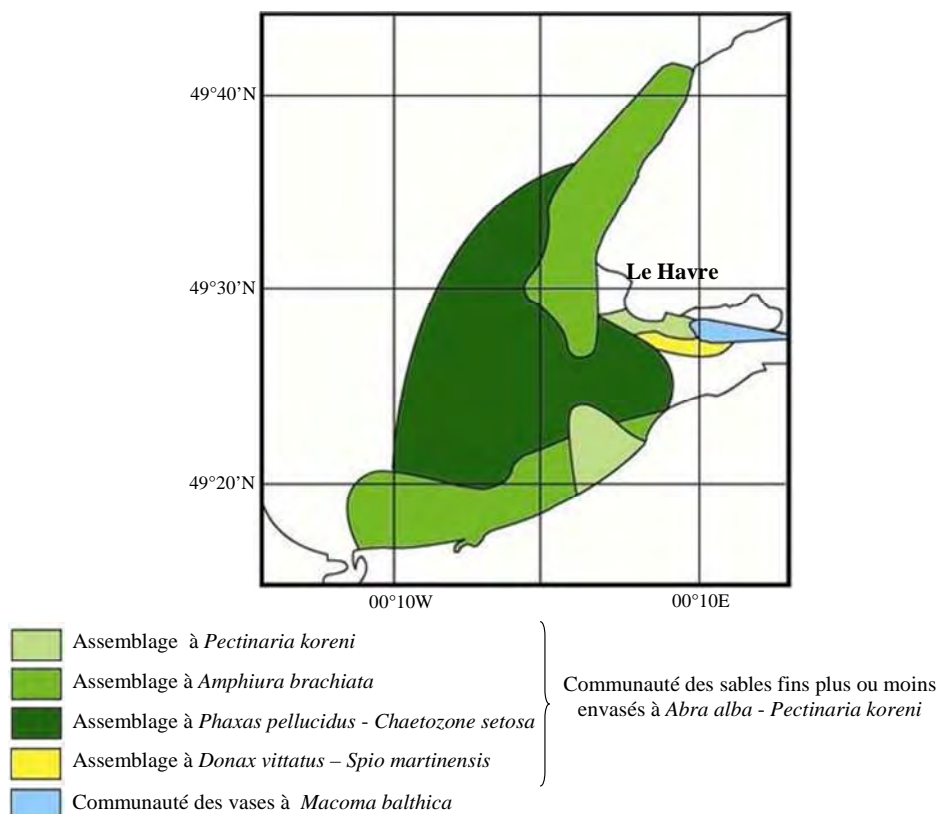 49°40'N
Le Havre
49°30'N
49°20'N
00°10W 00°10E
Assemblage à Pectinaria koreni
Assemblage à Amphiura brachiata
Assemblage à Phaxas pellucidus - Chaetozone setosa
Assemblage à Donax vittatus – Spio martinensis
Communauté des vases à Macoma balthica
Communauté des sables fins plus ou moins
envasés à Abra alba - Pectinaria koreni